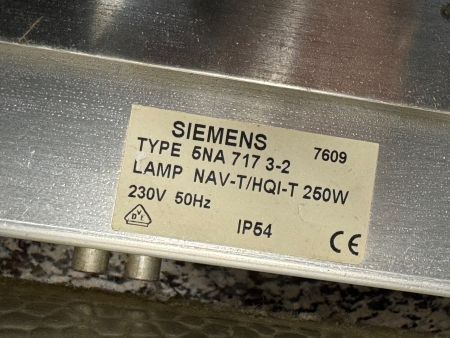 SIEMENS 7609
TYPE 5NA 717 3-2
LAMP NAV-T/HQI-T 250W
230V 50Hz
IP54
CE